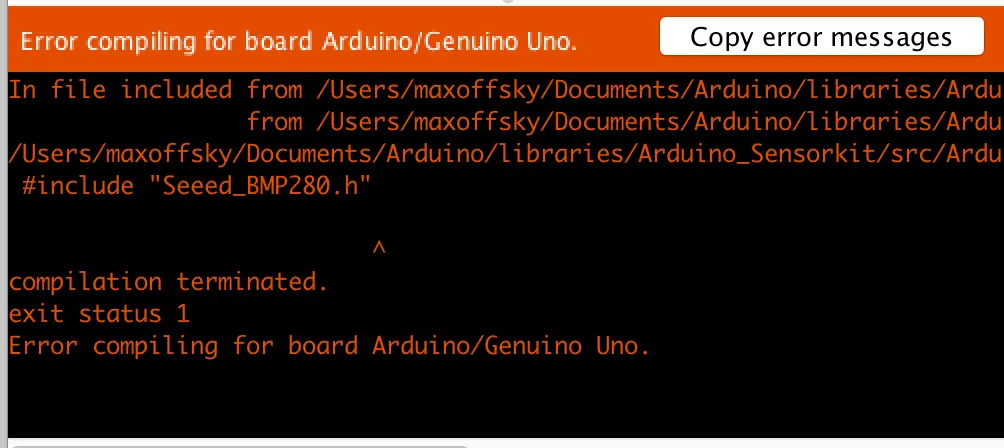 Error compiling for board Arduino/Genuino Uno.
Copy error messages
In file included from /Users/maxoffsky/Documents/Arduino/libraries/Ardu
from /Users/maxoffsky/Documents/Arduino/libraries/Ardu
/Users/maxoffsky/Documents/Arduino/libraries/Arduino_Sensorkit/src/Ardu
#include "Seeed_BMP280.h"
^
compilation terminated.
exit status 1
Error compiling for board Arduino/Genuino Uno.